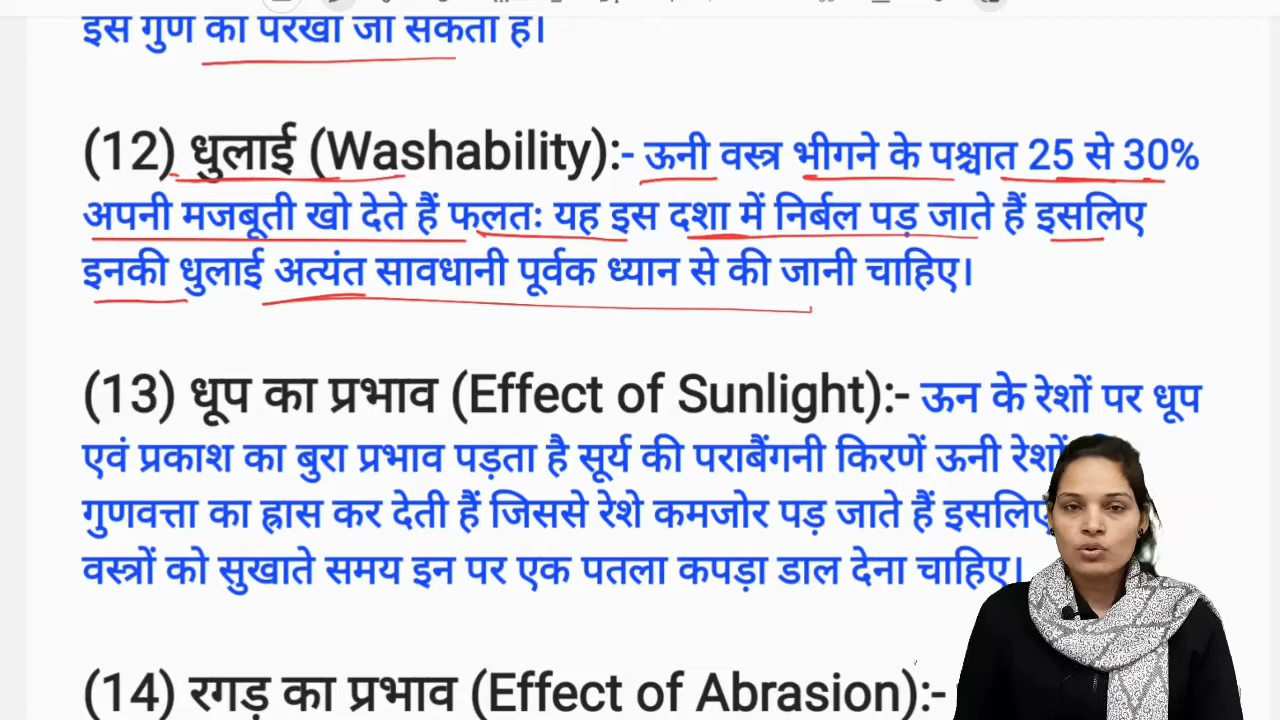 इस गुण को परखा जा सकता है।
(12) धुलाई (Washability):- ऊनी वस्त्र भीगने के पश्चात 25 से 30%
अपनी मजबूती खो देते हैं फलतः यह इस दशा में निर्बल पड़ जाते हैं इसलिए
इनकी धुलाई अत्यंत सावधानी पूर्वक ध्यान से की जानी चाहिए।
(13) धूप का प्रभाव (Effect of Sunlight):- ऊन के रेशों पर धूप
एवं प्रकाश का बुरा प्रभाव पड़ता है सूर्य की पराबैंगनी किरणें ऊनी रेशों
गुणवत्ता का ह्रास कर देती हैं जिससे रेशे कमजोर पड़ जाते हैं इसलिए
वस्त्रों को सुखाते समय इन पर एक पतला कपड़ा डाल देना चाहिए।
(14) रगड़ का प्रभाव (Effect of Abrasion):-